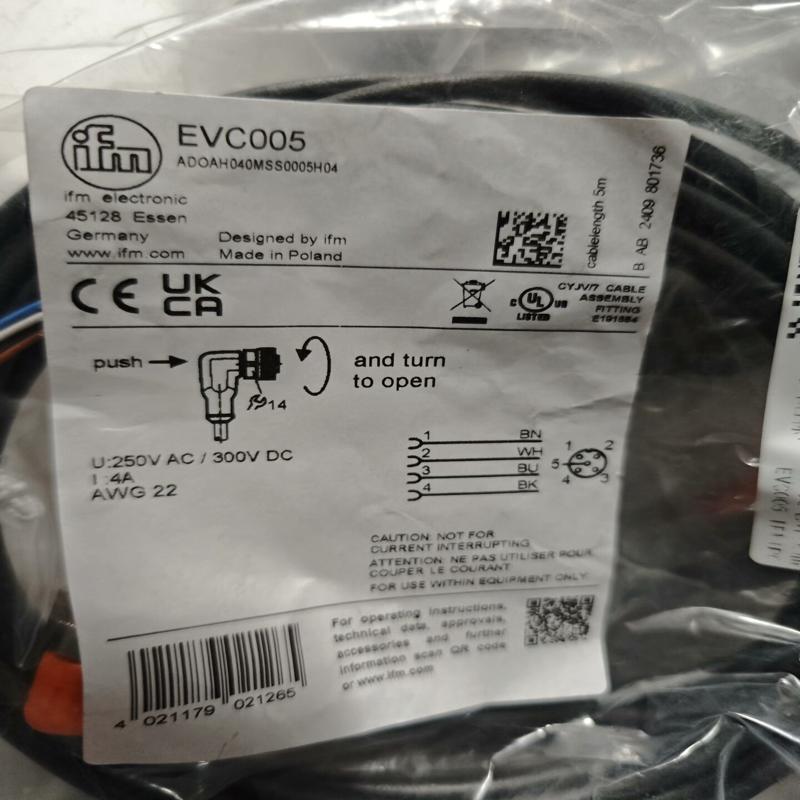 ifm
EVC005
ADOAH040MSS0005H04
ifm electronic
45128 Essen
Germany
www.ifm.com
Designed by ifm
Made in Poland
cablelength 5m
B AB 2409 801736
CE UK
CA
c UL us
LISTED
CYJV/7 CABLE
ASSEMBLY
FITTING
E191684
push
14
and turn
to open
U:250V AC / 300V DC
I :4A
AWG 22
1 BN
2 WH
3 BU
4 BK
1 2
5
4 3
CAUTION: NOT FOR
CURRENT INTERRUPTING
ATTENTION: NE PAS UTILISER POUR
COUPER LE COURANT
FOR USE WITHIN EQUIPMENT ONLY.
For operating instructions,
technical data, approvals,
accessories and further
information scan QR code
or www.ifm.com
4 021179 021265